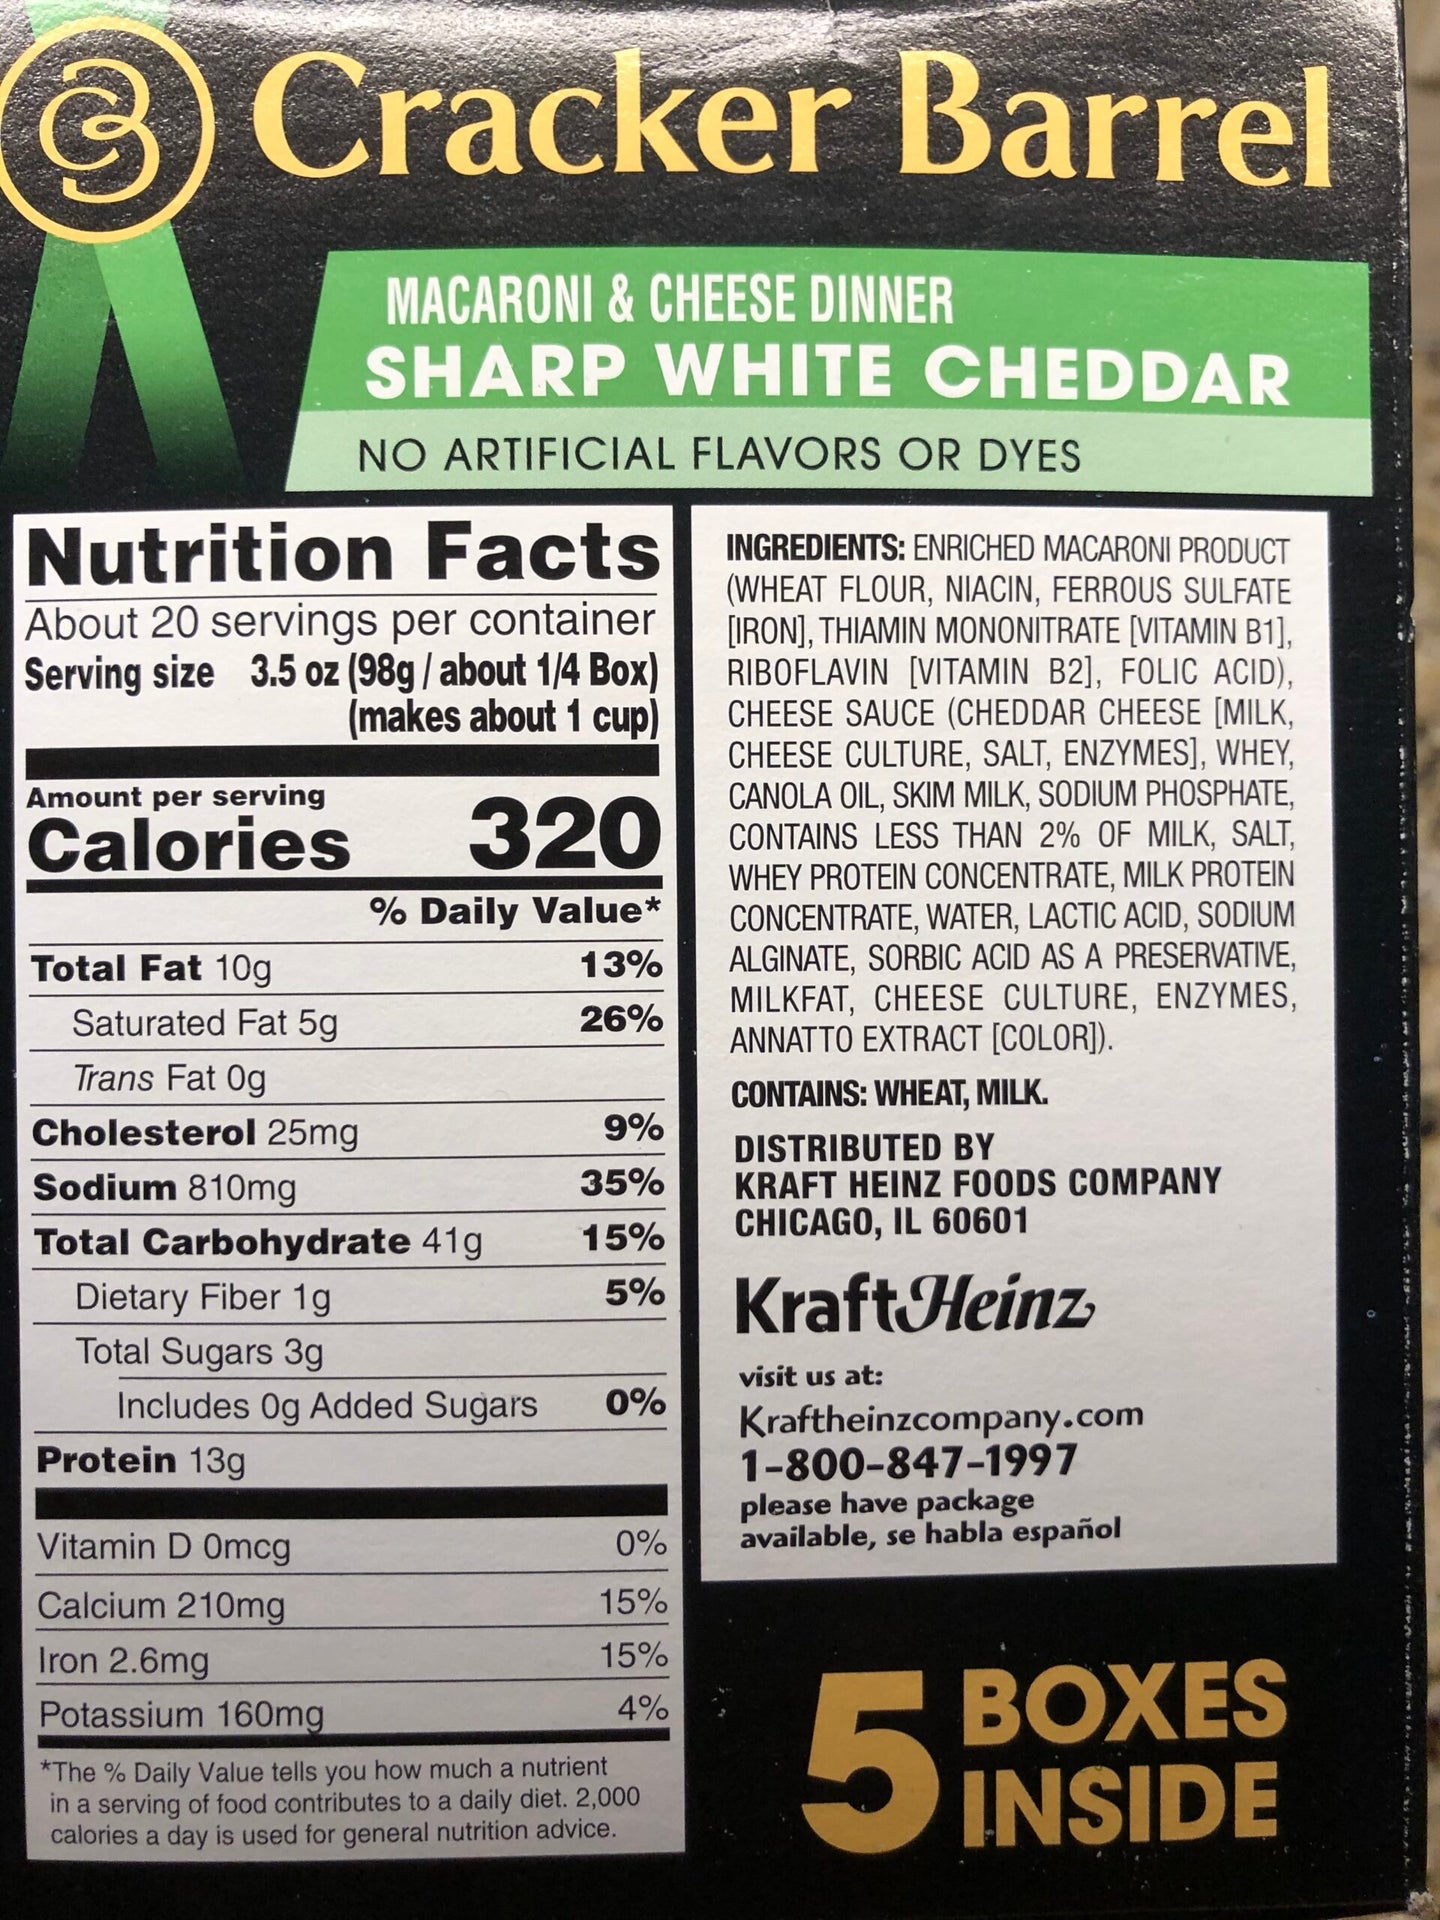 Cracker Barrel
MACARONI & CHEESE DINNER
SHARP WHITE CHEDDAR
NO ARTIFICIAL FLAVORS OR DYES
Nutrition Facts
About 20 servings per container
Serving size 3.5 oz (98g / about 1/4 Box)
(makes about 1 cup)
Amount per serving
Calories 320
% Daily Value*
Total Fat 10g 13%
Saturated Fat 5g 26%
Trans Fat 0g
Cholesterol 25mg 9%
Sodium 810mg 35%
Total Carbohydrate 41g 15%
Dietary Fiber 1g 5%
Total Sugars 3g
Includes 0g Added Sugars 0%
Protein 13g
Vitamin D 0mcg 0%
Calcium 210mg 15%
Iron 2.6mg 15%
Potassium 160mg 4%
*The % Daily Value tells you how much a nutrient
in a serving of food contributes to a daily diet. 2,000
calories a day is used for general nutrition advice.
INGREDIENTS: ENRICHED MACARONI PRODUCT
(WHEAT FLOUR, NIACIN, FERROUS SULFATE
[IRON], THIAMIN MONONITRATE [VITAMIN B1],
RIBOFLAVIN [VITAMIN B2], FOLIC ACID),
CHEESE SAUCE (CHEDDAR CHEESE [MILK,
CHEESE CULTURE, SALT, ENZYMES], WHEY,
CANOLA OIL, SKIM MILK, SODIUM PHOSPHATE,
CONTAINS LESS THAN 2% OF MILK, SALT,
WHEY PROTEIN CONCENTRATE, MILK PROTEIN
CONCENTRATE, WATER, LACTIC ACID, SODIUM
ALGINATE, SORBIC ACID AS A PRESERVATIVE,
MILKFAT, CHEESE CULTURE, ENZYMES,
ANNATTO EXTRACT [COLOR]).
CONTAINS: WHEAT, MILK.
DISTRIBUTED BY
KRAFT HEINZ FOODS COMPANY
CHICAGO, IL 60601
KraftHeinz
visit us at:
Kraftheinzcompany.com
1-800-847-1997
please have package
available, se habla español
5 BOXES
INSIDE